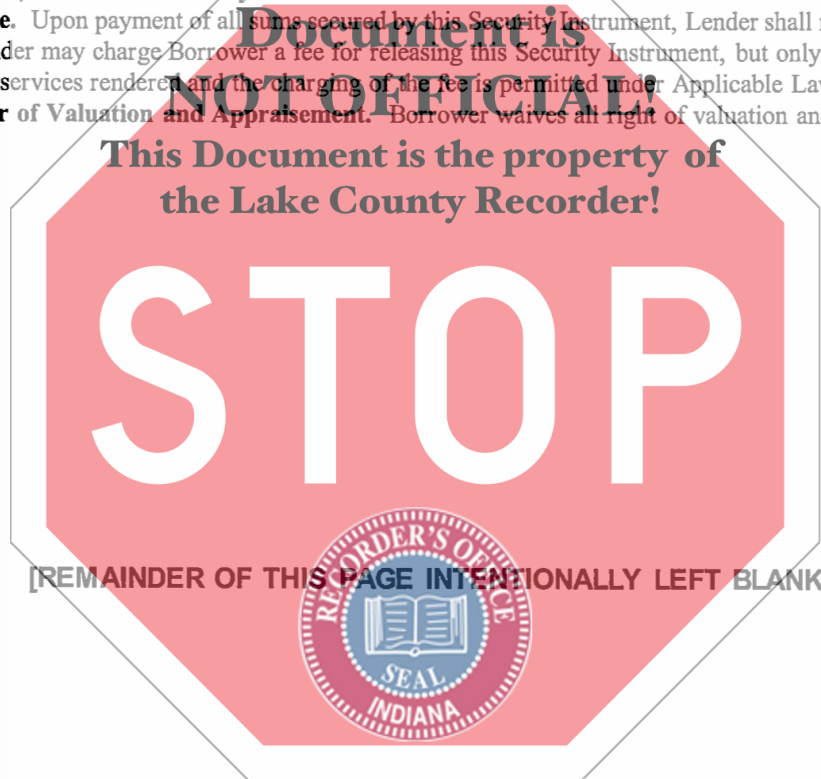 e. Upon payment of all sums secured by this Security Instrument, Lender shall
Document is
der may charge Borrower a fee for releasing this Security Instrument, but only
services rendered and the charging of the fee is permitted under Applicable La
NOT OFFICIAL!
r of Valuation and Appraisement. Borrower waives all right of valuation an
This Document is the property of
the Lake County Recorder!
STOP
RECORDER'S OFFICE
[REMAINDER OF THIS PAGE INTENTIONALLY LEFT BLANK
SEAL
INDIANA